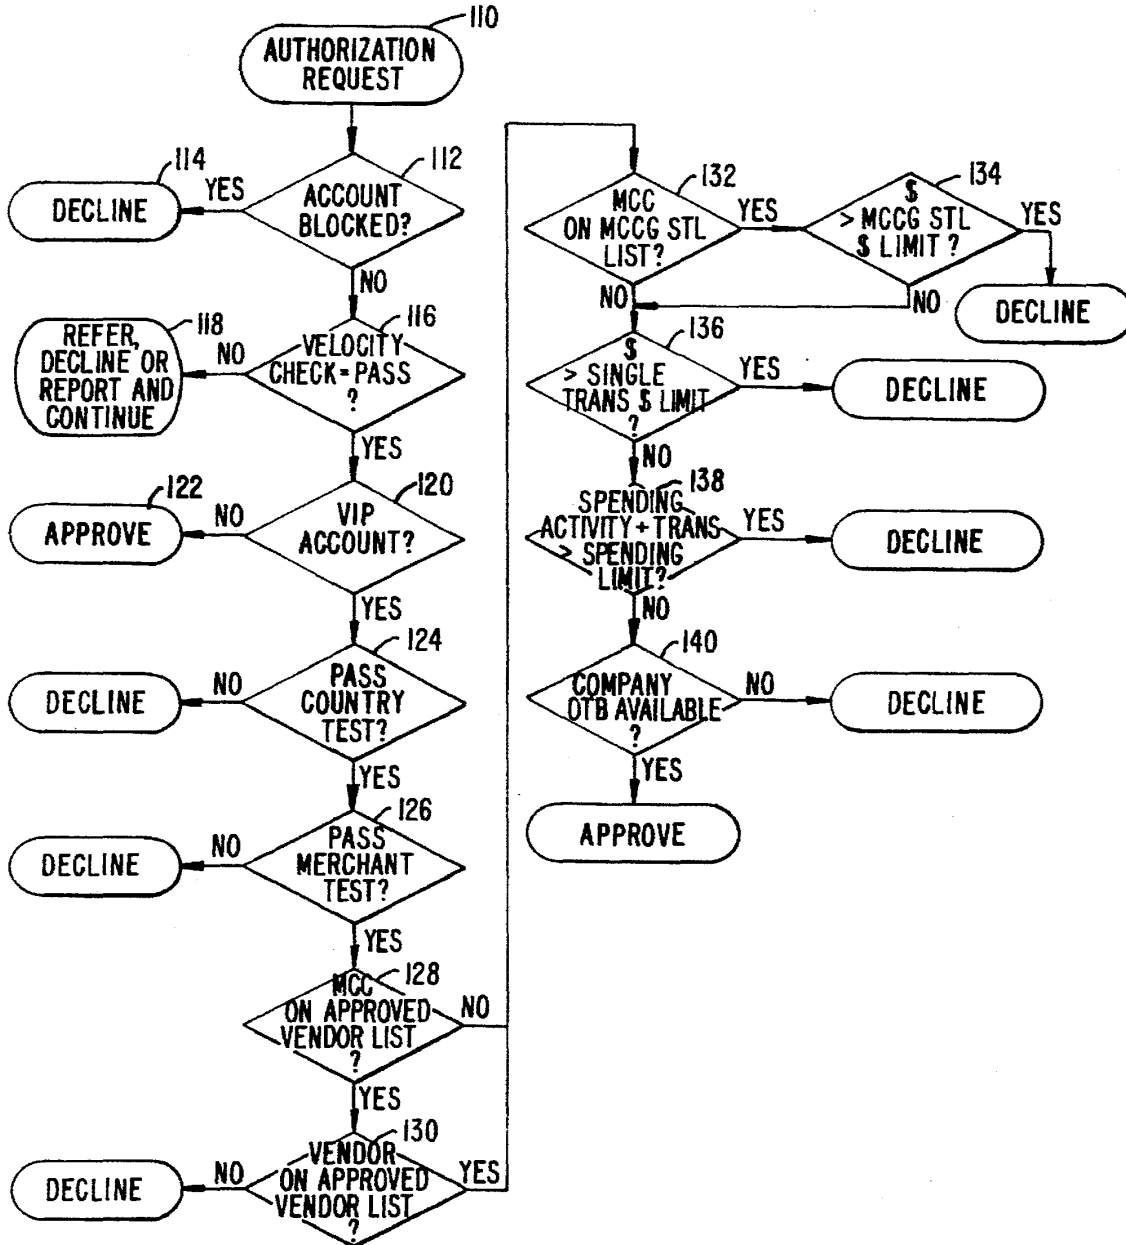 110
AUTHORIZATION
REQUEST
114
DECLINE
YES
112
ACCOUNT
BLOCKED?
NO
118
REFER,
DECLINE OR
REPORT AND
CONTINUE
NO
116
VELOCITY
CHECK=PASS
?
YES
122
APPROVE
NO
120
VIP
ACCOUNT?
YES
124
DECLINE
NO
PASS
COUNTRY
TEST?
YES
126
DECLINE
NO
PASS
MERCHANT
TEST?
YES
128
MCC
ON APPROVED
VENDOR LIST
?
NO
YES
130
DECLINE
NO
VENDOR
ON APPROVED
VENDOR LIST
?
YES
132
MCC
ON MCCG STL
LIST?
YES
NO
134
$
> MCCG STL
$ LIMIT?
YES
NO
DECLINE
136
$
> SINGLE
TRANS $ LIMIT
?
YES
DECLINE
NO
138
SPENDING
ACTIVITY + TRANS
> SPENDING
LIMIT?
YES
DECLINE
NO
140
COMPANY
OTB AVAILABLE
?
NO
DECLINE
YES
APPROVE